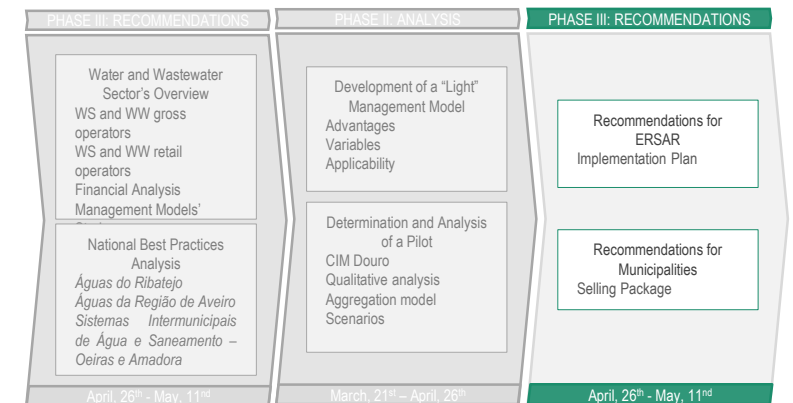 PHASE III: RECOMMENDATIONS
Water and Wastewater
Sector's Overview
WS and WW gross
operators
WS and WW retail
operators
Financial Analysis
Management Models'
National Best Practices
Analysis
Águas do Ribatejo
Águas da Região de Aveiro
Sistemas Intermunicipais
de Água e Saneamento –
Oeiras e Amadora
April, 26th - May, 11nd
PHASE II: ANALYSIS
Development of a “Light”
Management Model
Advantages
Variables
Applicability
Determination and Analysis
of a Pilot
CIM Douro
Qualitative analysis
Aggregation model
Scenarios
March, 21st – April, 26th
PHASE III: RECOMMENDATIONS
Recommendations for
ERSAR
Implementation Plan
Recommendations for
Municipalities
Selling Package
April, 26th - May, 11nd